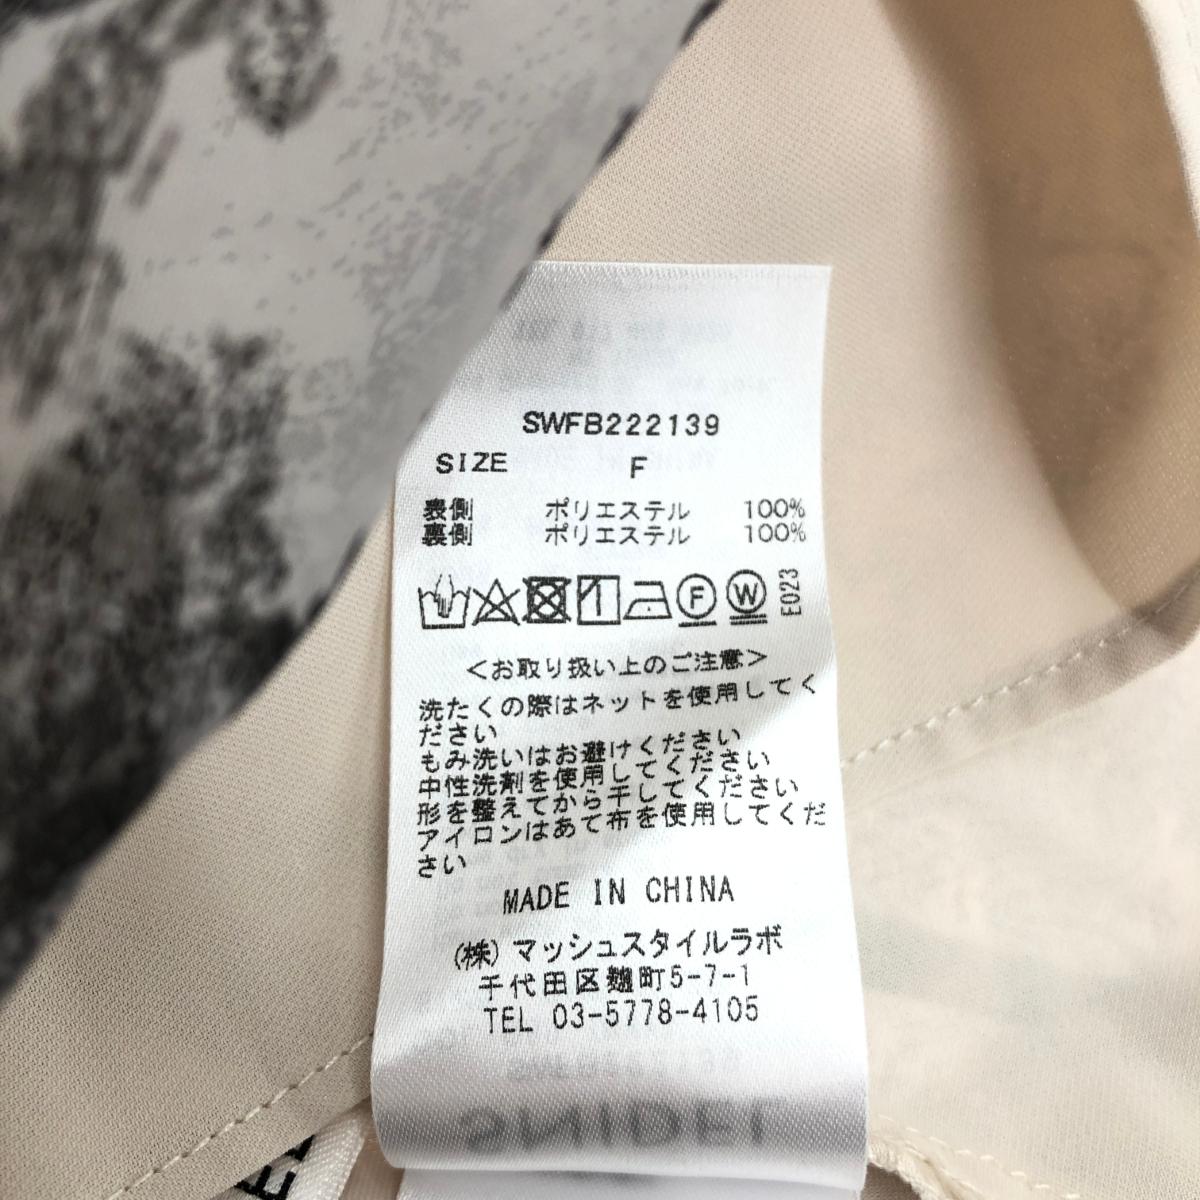 SWFB222139
SIZE F
表側 ポリエステル 100%
裏側 ポリエステル 100%
F W E023
<お取り扱い上のご注意>
洗たくの際はネットを使用してく
ださい
もみ洗いはお避けください
中性洗剤を使用してください
形を整えてから干してください
アイロンはあて布を使用してくだ
さい
MADE IN CHINA
(株)マッシュスタイルラボ
千代田区麹町5-7-1
TEL 03-5778-4105